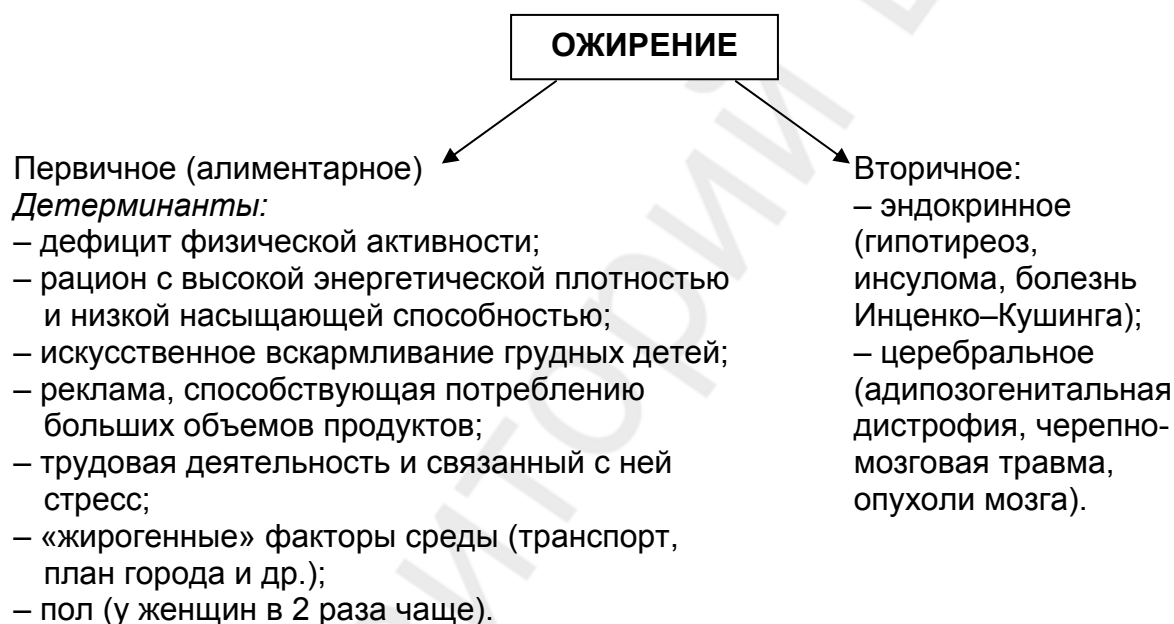 ОЖИРЕНИЕ
Первичное (алиментарное)
Детерминанты:
– дефицит физической активности;
– рацион с высокой энергетической плотностью
и низкой насыщающей способностью;
– искусственное вскармливание грудных детей;
– реклама, способствующая потреблению
больших объемов продуктов;
– трудовая деятельность и связанный с ней
стресс;
– «жирогенные» факторы среды (транспорт,
план города и др.);
– пол (у женщин в 2 раза чаще).
Вторичное:
– эндокринное
(гипотиреоз,
инсулома, болезнь
Инценко–Кушинга);
– церебральное
(адипозогенитальная
дистрофия, черепно-
мозговая травма,
опухоли мозга).